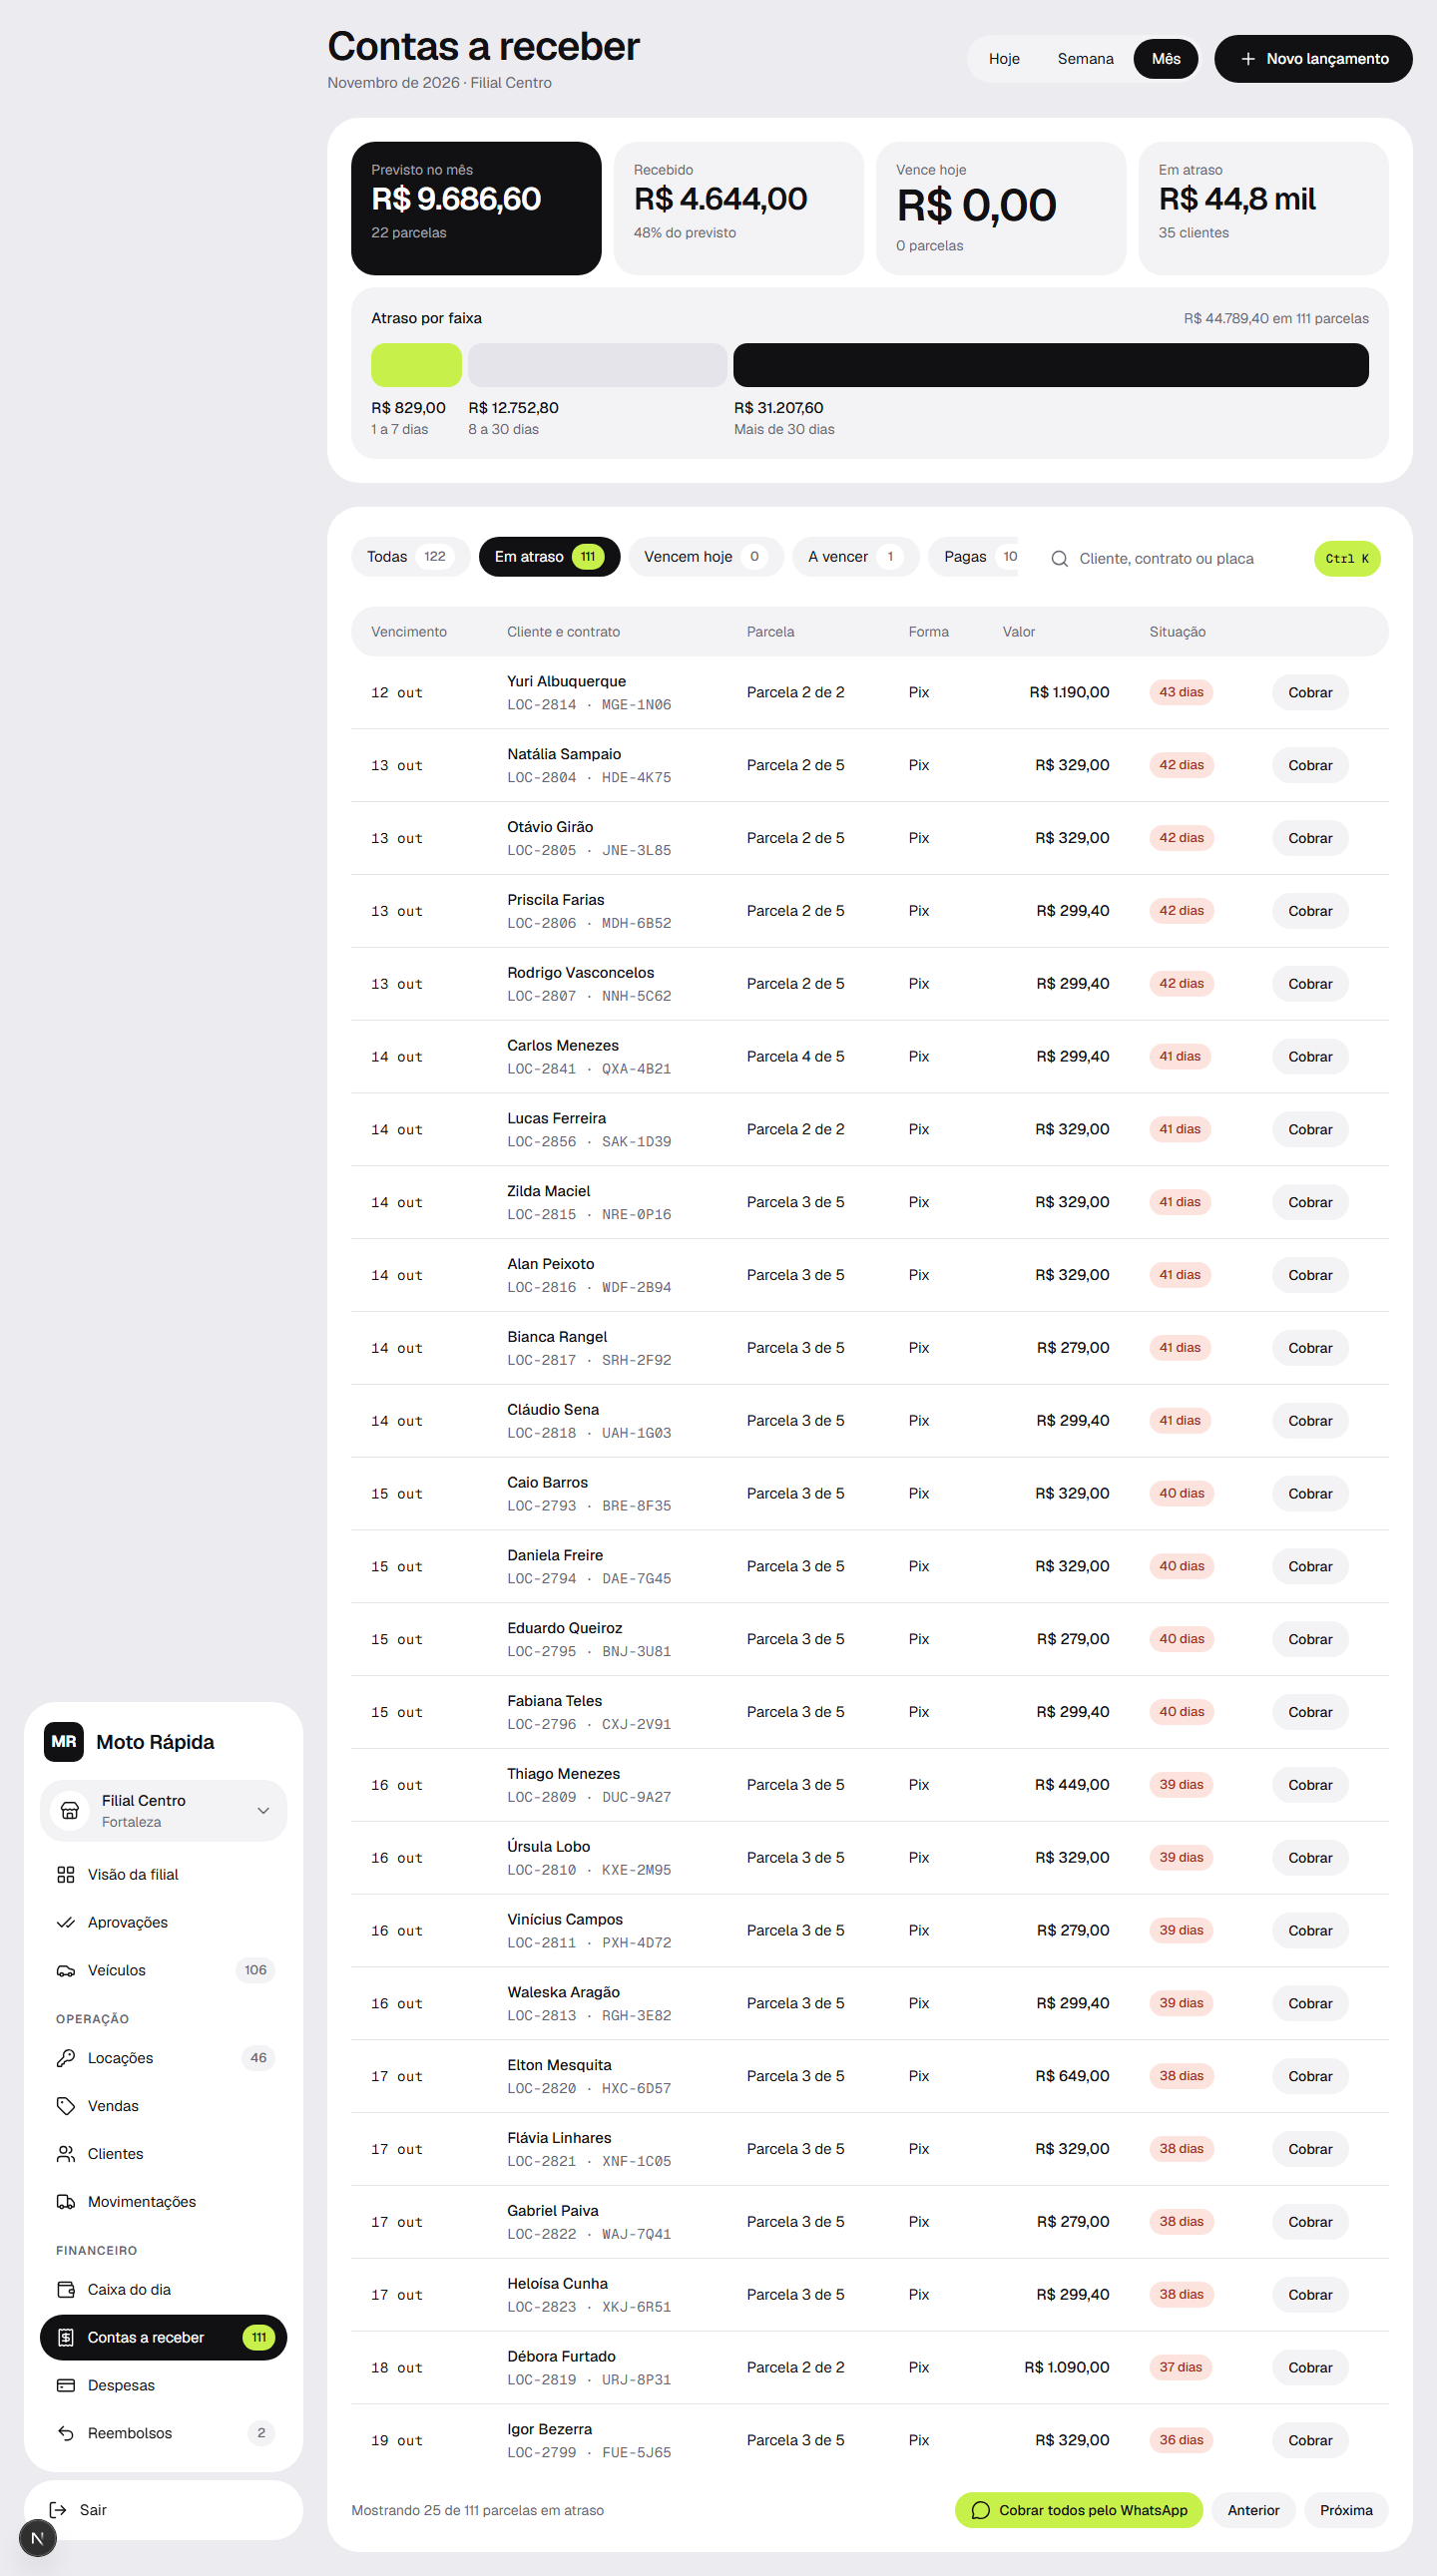 Contas a receber
Novembro de 2026 · Filial Centro
Hoje
Semana
Mês
Novo lançamento
Previsto no mês
R$ 9.686,60
22 parcelas
Recebido
R$ 4.644,00
48% do previsto
Vence hoje
R$ 0,00
0 parcelas
Em atraso
R$ 44,8 mil
35 clientes
Atraso por faixa
R$ 44.789,40 em 111 parcelas
R$ 829,00
1 a 7 dias
R$ 12.752,80
8 a 30 dias
R$ 31.207,60
Mais de 30 dias
Todas 122
Em atraso 111
Vencem hoje 0
A vencer 1
Pagas 10
Cliente, contrato ou placa
Ctrl K
Vencimento Cliente e contrato Parcela Forma Valor Situação
12 out Yuri Albuquerque Parcela 2 de 2 Pix R$ 1.190,00 43 dias Cobrar
LOC-2814 · MGE-1N06
13 out Natália Sampaio Parcela 2 de 5 Pix R$ 329,00 42 dias Cobrar
LOC-2804 · HDE-4K75
13 out Otávio Girão Parcela 2 de 5 Pix R$ 329,00 42 dias Cobrar
LOC-2805 · JNE-3L85
13 out Priscila Farias Parcela 2 de 5 Pix R$ 299,40 42 dias Cobrar
LOC-2806 · MDH-6B52
13 out Rodrigo Vasconcelos Parcela 2 de 5 Pix R$ 299,40 42 dias Cobrar
LOC-2807 · NNH-5C62
14 out Carlos Menezes Parcela 4 de 5 Pix R$ 299,40 41 dias Cobrar
LOC-2841 · QXA-4B21
14 out Lucas Ferreira Parcela 2 de 2 Pix R$ 329,00 41 dias Cobrar
LOC-2856 · SAK-1D39
14 out Zilda Maciel Parcela 3 de 5 Pix R$ 329,00 41 dias Cobrar
LOC-2815 · NRE-0P16
14 out Alan Peixoto Parcela 3 de 5 Pix R$ 329,00 41 dias Cobrar
LOC-2816 · WDF-2B94
14 out Bianca Rangel Parcela 3 de 5 Pix R$ 279,00 41 dias Cobrar
LOC-2817 · SRH-2F92
14 out Cláudio Sena Parcela 3 de 5 Pix R$ 299,40 41 dias Cobrar
LOC-2818 · UAH-1G03
15 out Caio Barros Parcela 3 de 5 Pix R$ 329,00 40 dias Cobrar
LOC-2793 · BRE-8F35
15 out Daniela Freire Parcela 3 de 5 Pix R$ 329,00 40 dias Cobrar
LOC-2794 · DAE-7G45
15 out Eduardo Queiroz Parcela 3 de 5 Pix R$ 279,00 40 dias Cobrar
LOC-2795 · BNJ-3U81
15 out Fabiana Teles Parcela 3 de 5 Pix R$ 299,40 40 dias Cobrar
LOC-2796 · CXJ-2V91
16 out Thiago Menezes Parcela 3 de 5 Pix R$ 449,00 39 dias Cobrar
LOC-2809 · DUC-9A27
16 out Úrsula Lobo Parcela 3 de 5 Pix R$ 329,00 39 dias Cobrar
LOC-2810 · KXE-2M95
16 out Vinícius Campos Parcela 3 de 5 Pix R$ 279,00 39 dias Cobrar
LOC-2811 · PXH-4D72
16 out Waleska Aragão Parcela 3 de 5 Pix R$ 299,40 39 dias Cobrar
LOC-2813 · RGH-3E82
17 out Elton Mesquita Parcela 3 de 5 Pix R$ 649,00 38 dias Cobrar
LOC-2820 · HXC-6D57
17 out Flávia Linhares Parcela 3 de 5 Pix R$ 329,00 38 dias Cobrar
LOC-2821 · XNF-1C05
17 out Gabriel Paiva Parcela 3 de 5 Pix R$ 279,00 38 dias Cobrar
LOC-2822 · WAJ-7Q41
17 out Heloísa Cunha Parcela 3 de 5 Pix R$ 299,40 38 dias Cobrar
LOC-2823 · XKJ-6R51
18 out Débora Furtado Parcela 2 de 2 Pix R$ 1.090,00 37 dias Cobrar
LOC-2819 · URJ-8P31
19 out Igor Bezerra Parcela 3 de 5 Pix R$ 329,00 36 dias Cobrar
LOC-2799 · FUE-5J65
Mostrando 25 de 111 parcelas em atraso
Cobrar todos pelo WhatsApp
Anterior
Próxima
MR Moto Rápida
Filial Centro
Fortaleza
Visão da filial
Aprovações
Veículos 106
OPERAÇÃO
Locações 46
Vendas
Clientes
Movimentações
FINANCEIRO
Caixa do dia
Contas a receber 111
Despesas
Reembolsos 2
Sair
N